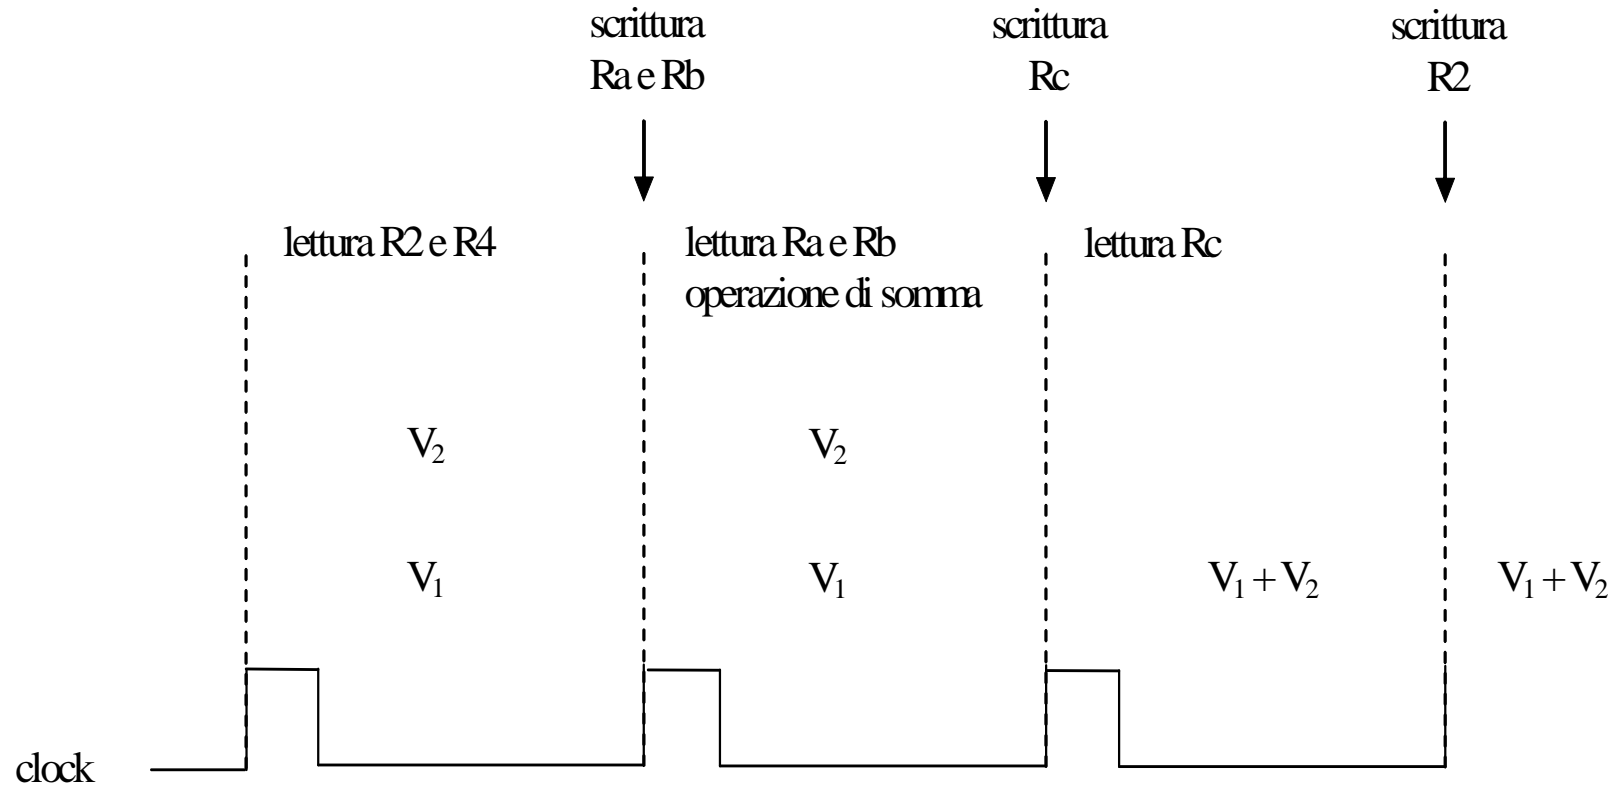 scrittura
Ra e Rb
scrittura
Rc
scrittura
R2
lettura R2 e R4
lettura Ra e Rb
operazione di somma
lettura Rc
V₂
V₂
V₁
V₁
V₁ + V₂
V₁ + V₂
clock